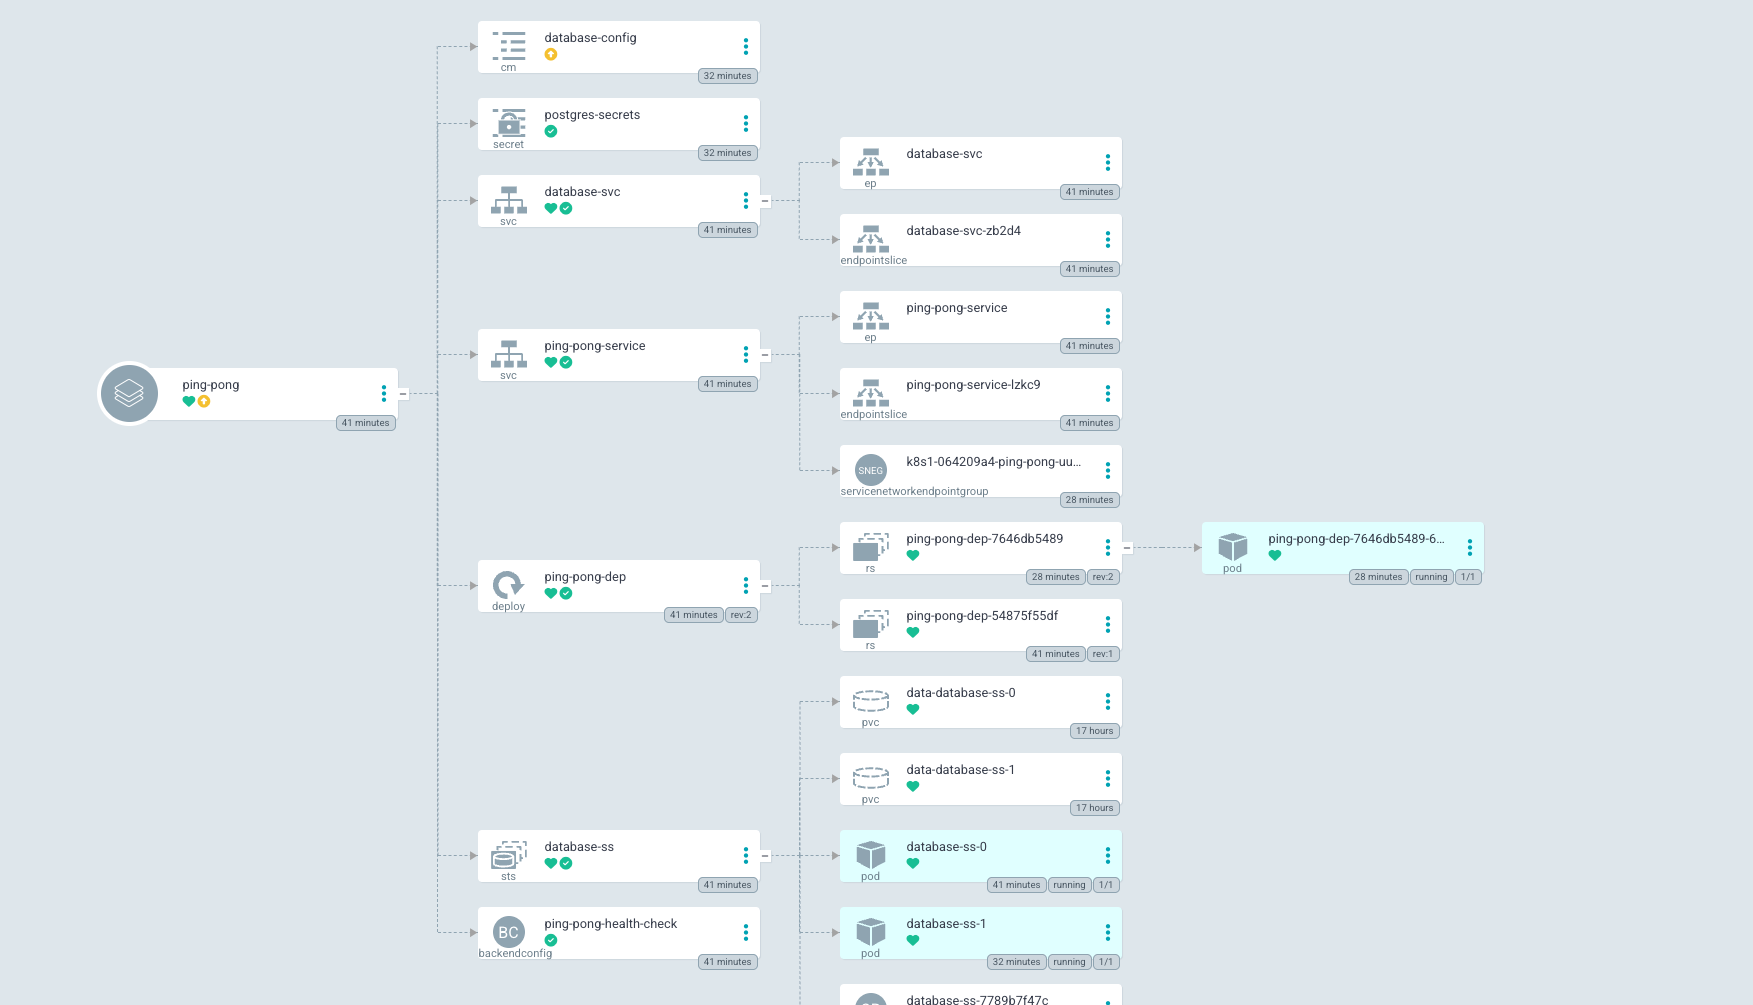 ping-pong
41 minutes
database-config
cm
32 minutes
postgres-secrets
secret
32 minutes
database-svc
svc
41 minutes
ping-pong-service
svc
41 minutes
ping-pong-dep
deploy
41 minutes rev:2
database-ss
sts
41 minutes
BC
ping-pong-health-check
backendconfig
41 minutes
database-svc
ep
41 minutes
database-svc-zb2d4
endpointslice
41 minutes
ping-pong-service
ep
41 minutes
ping-pong-service-lzkc9
endpointslice
41 minutes
SNEG
k8s1-064209a4-ping-pong-uu...
servicenetworkendpointgroup
28 minutes
ping-pong-dep-7646db5489
rs
28 minutes rev:2
ping-pong-dep-54875f55df
rs
41 minutes rev:1
data-database-ss-0
pvc
17 hours
data-database-ss-1
pvc
17 hours
database-ss-0
pod
41 minutes running 1/1
database-ss-1
pod
32 minutes running 1/1
database-ss-7789b7f47c
ping-pong-dep-7646db5489-6...
pod
28 minutes running 1/1